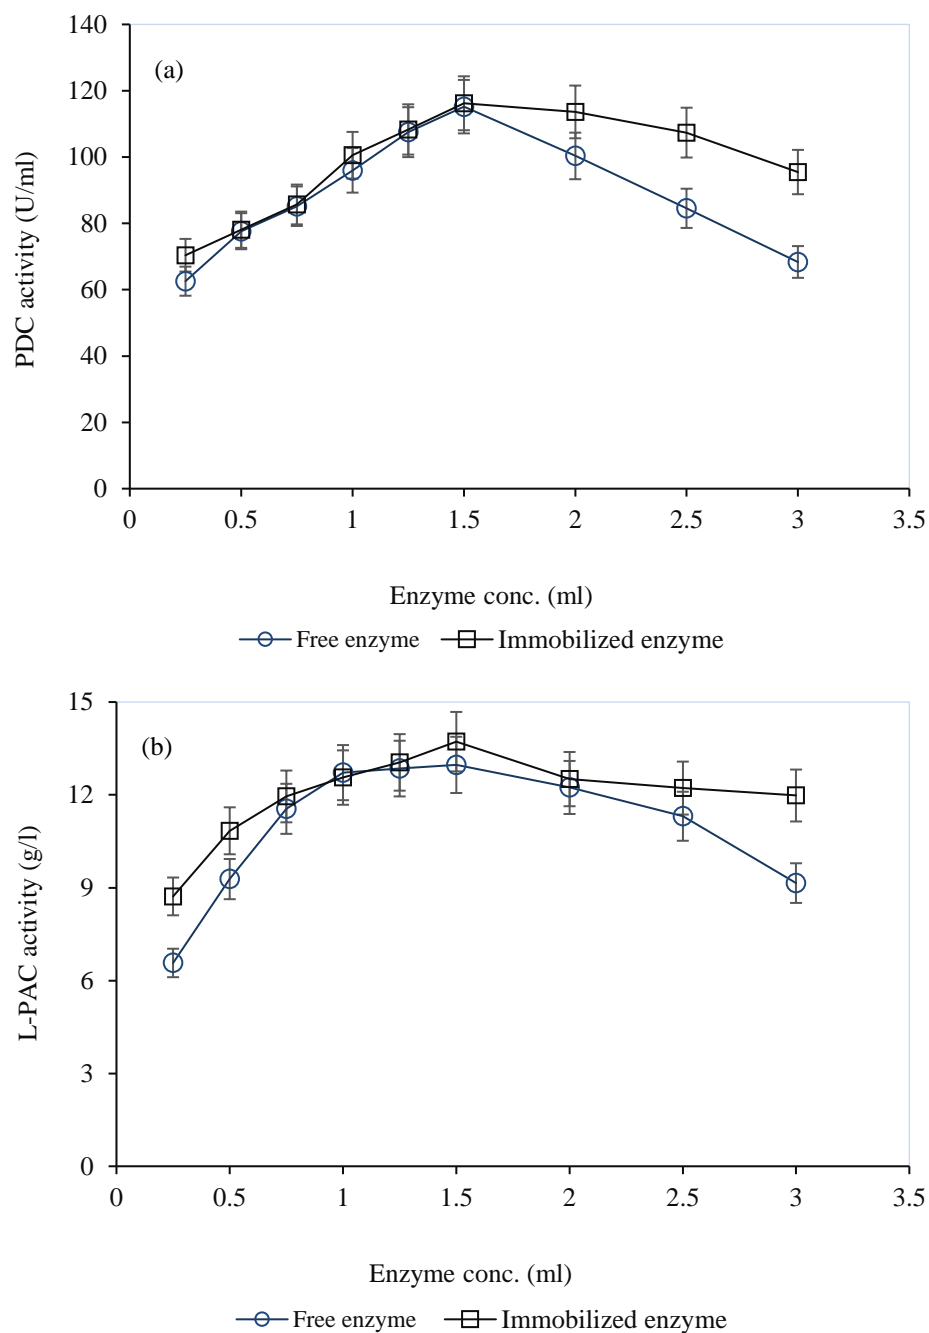 140
120
100
80
60
40
20
0
(a)
PDC activity (U/ml)
0 0.5 1 1.5 2 2.5 3 3.5
Enzyme conc. (ml)
Free enzyme Immobilized enzyme
15
12
9
6
3
0
(b)
L-PAC activity (g/l)
0 0.5 1 1.5 2 2.5 3 3.5
Enzyme conc. (ml)
Free enzyme Immobilized enzyme